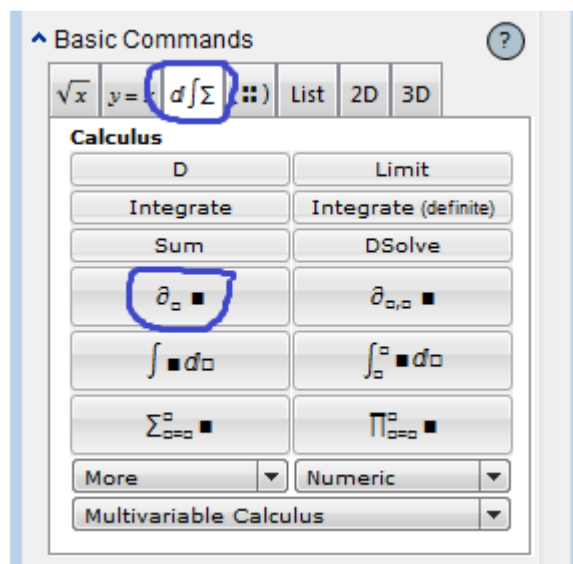 Basic Commands ?
√x y = x d∫Σ (⠿) List 2D 3D
Calculus
D Limit
Integrate Integrate (definite)
Sum DSolve
∂□ ■ ∂□,□ ■
∫ ■ d□ ∫□□ ■ d□
Σ□□=□ ■ ∏□□=□ ■
More Numeric
Multivariable Calculus